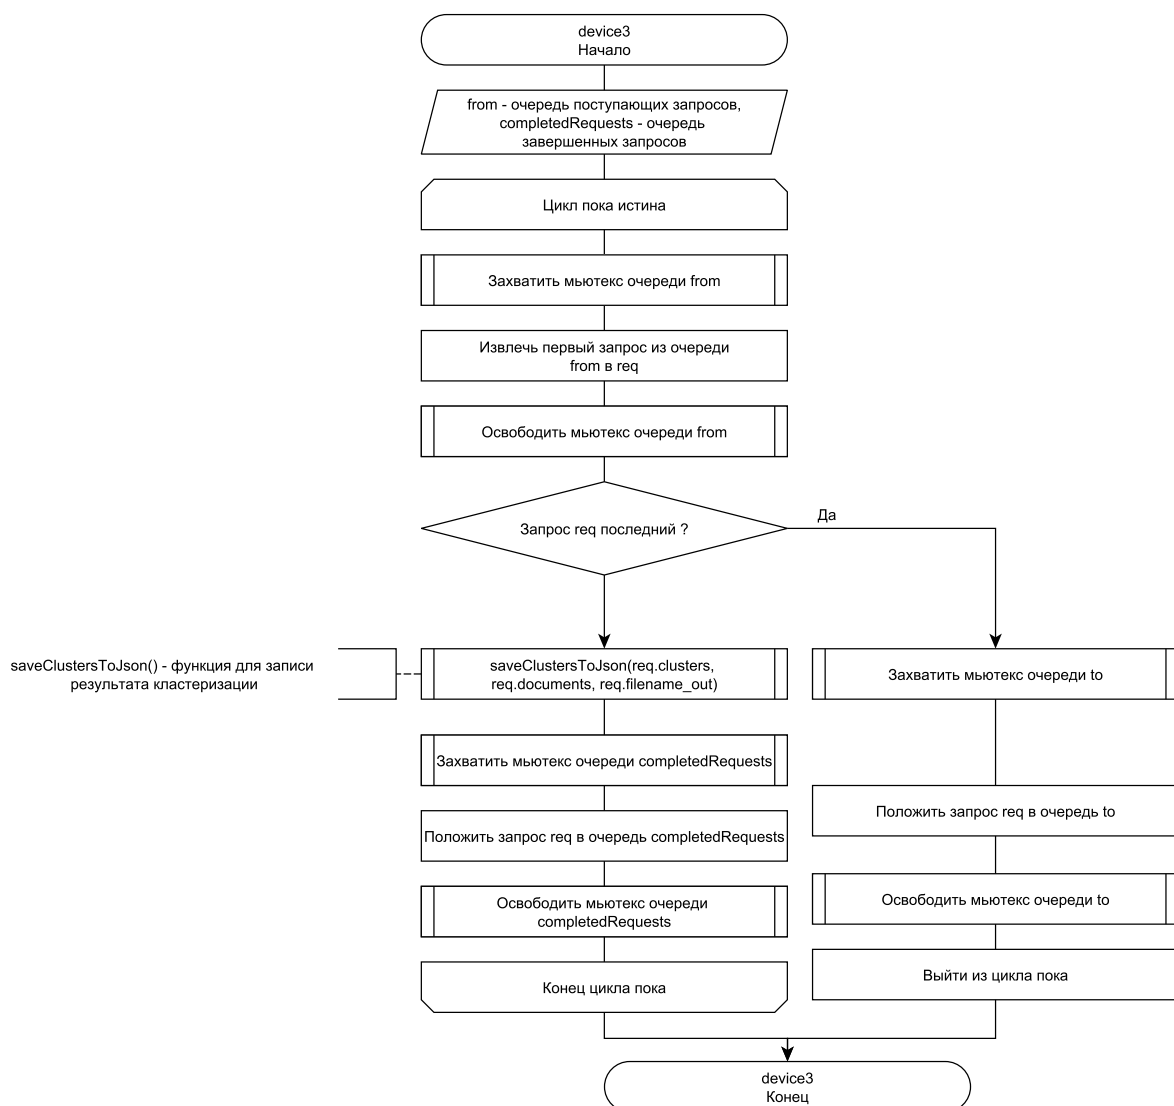 device3
Начало
from - очередь поступающих запросов,
completedRequests - очередь
завершенных запросов
Цикл пока истина
Захватить мьютекс очереди from
Извлечь первый запрос из очереди
from в req
Освободить мьютекс очереди from
Запрос req последний ?
Да
saveClustersToJson() - функция для записи
результата кластеризации
saveClustersToJson(req.clusters,
req.documents, req.filename_out)
Захватить мьютекс очереди to
Захватить мьютекс очереди completedRequests
Положить запрос req в очередь completedRequests
Положить запрос req в очередь to
Освободить мьютекс очереди
completedRequests
Освободить мьютекс очереди to
Конец цикла пока
Выйти из цикла пока
device3
Конец